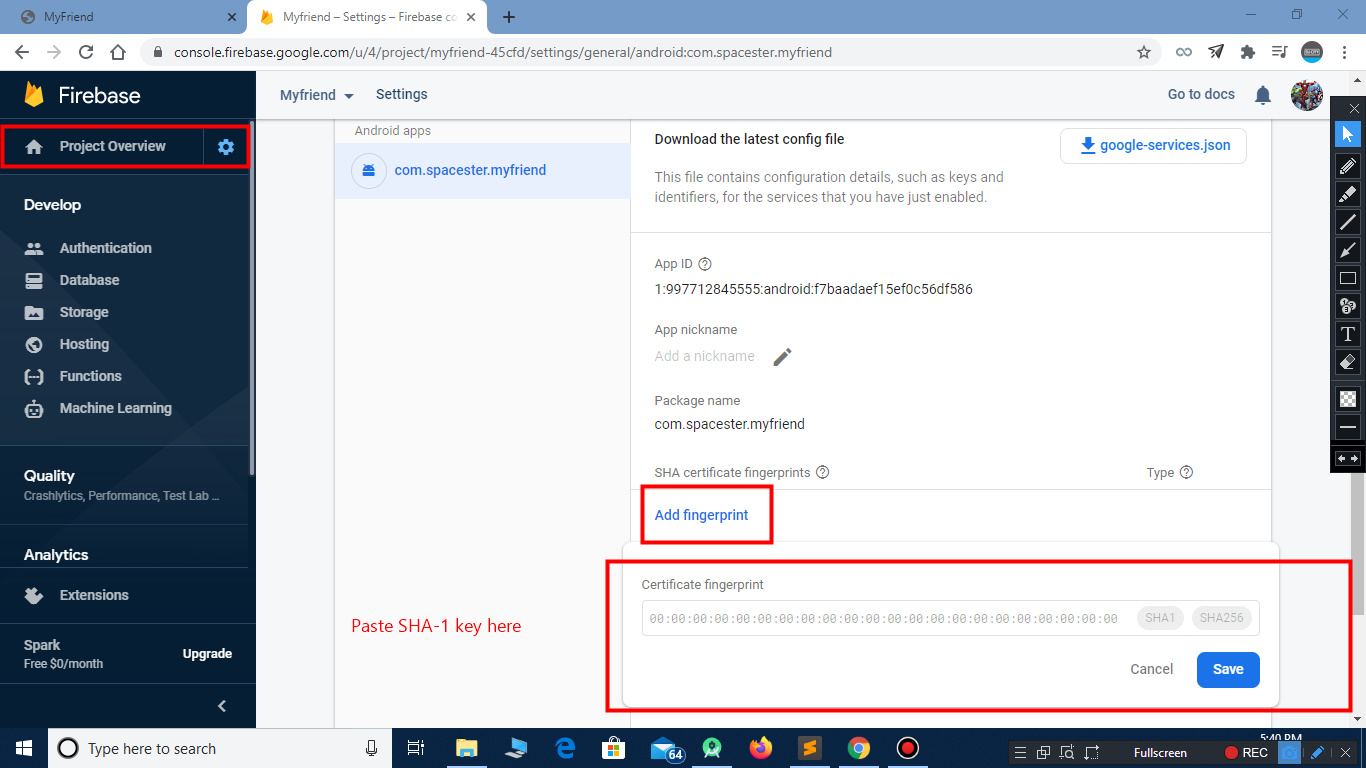 MyFriend
Myfriend – Settings – Firebase co
console.firebase.google.com/u/4/project/myfriend-45cfd/settings/general/android:com.spacester.myfriend
Firebase
Myfriend
Settings
Go to docs
Project Overview
Develop
Authentication
Database
Storage
Hosting
Functions
Machine Learning
Quality
Crashlytics, Performance, Test Lab ...
Analytics
Extensions
Spark
Free $0/month
Upgrade
Android apps
com.spacester.myfriend
Download the latest config file
google-services.json
This file contains configuration details, such as keys and
identifiers, for the services that you have just enabled.
App ID
1:997712845555:android:f7baadaef15ef0c56df586
App nickname
Add a nickname
Package name
com.spacester.myfriend
SHA certificate fingerprints
Type
Add fingerprint
Certificate fingerprint
00:00:00:00:00:00:00:00:00:00:00:00:00:00:00:00:00:00:00:00:00:00
SHA1
SHA256
Paste SHA-1 key here
Cancel
Save
Type here to search
64
5:40 PM
Fullscreen
REC
T